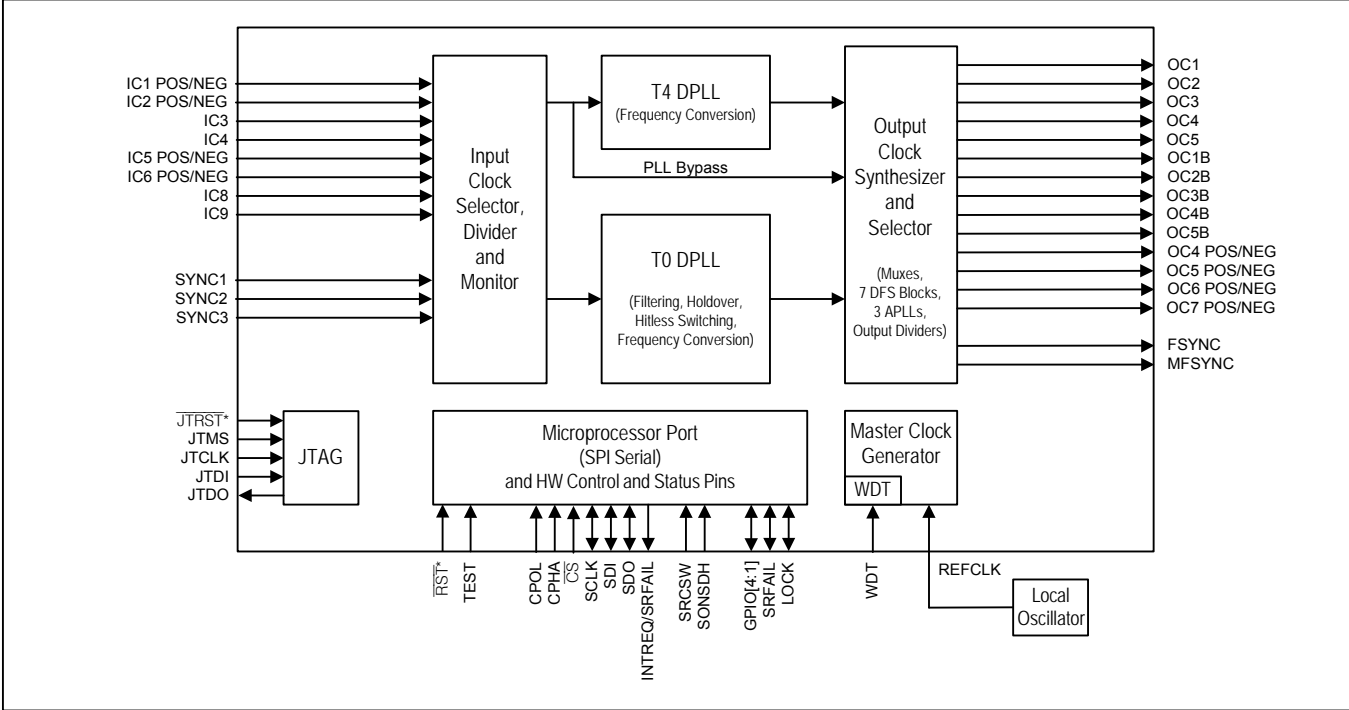 IC1 POS/NEG
IC2 POS/NEG
IC3
IC4
IC5 POS/NEG
IC6 POS/NEG
IC8
IC9
SYNC1
SYNC2
SYNC3
Input
Clock
Selector,
Divider
and
Monitor
T4 DPLL
(Frequency Conversion)
PLL Bypass
T0 DPLL
(Filtering, Holdover,
Hitless Switching,
Frequency Conversion)
Output
Clock
Synthesizer
and
Selector
(Muxes,
7 DFS Blocks,
3 APLLs,
Output Dividers)
OC1
OC2
OC3
OC4
OC5
OC1B
OC2B
OC3B
OC4B
OC5B
OC4 POS/NEG
OC5 POS/NEG
OC6 POS/NEG
OC7 POS/NEG
FSYNC
MFSYNC
JTRST*
JTMS
JTCLK
JTDI
JTDO
JTAG
Microprocessor Port
(SPI Serial)
and HW Control and Status Pins
Master Clock
Generator
WDT
RST*
TEST
CPOL
CPHA
CS
SCLK
SDI
SDO
INTREQ/SRFAIL
SRCSW
SONSDH
GPIO[4:1]
SRFAIL
LOCK
WDT
REFCLK
Local
Oscillator